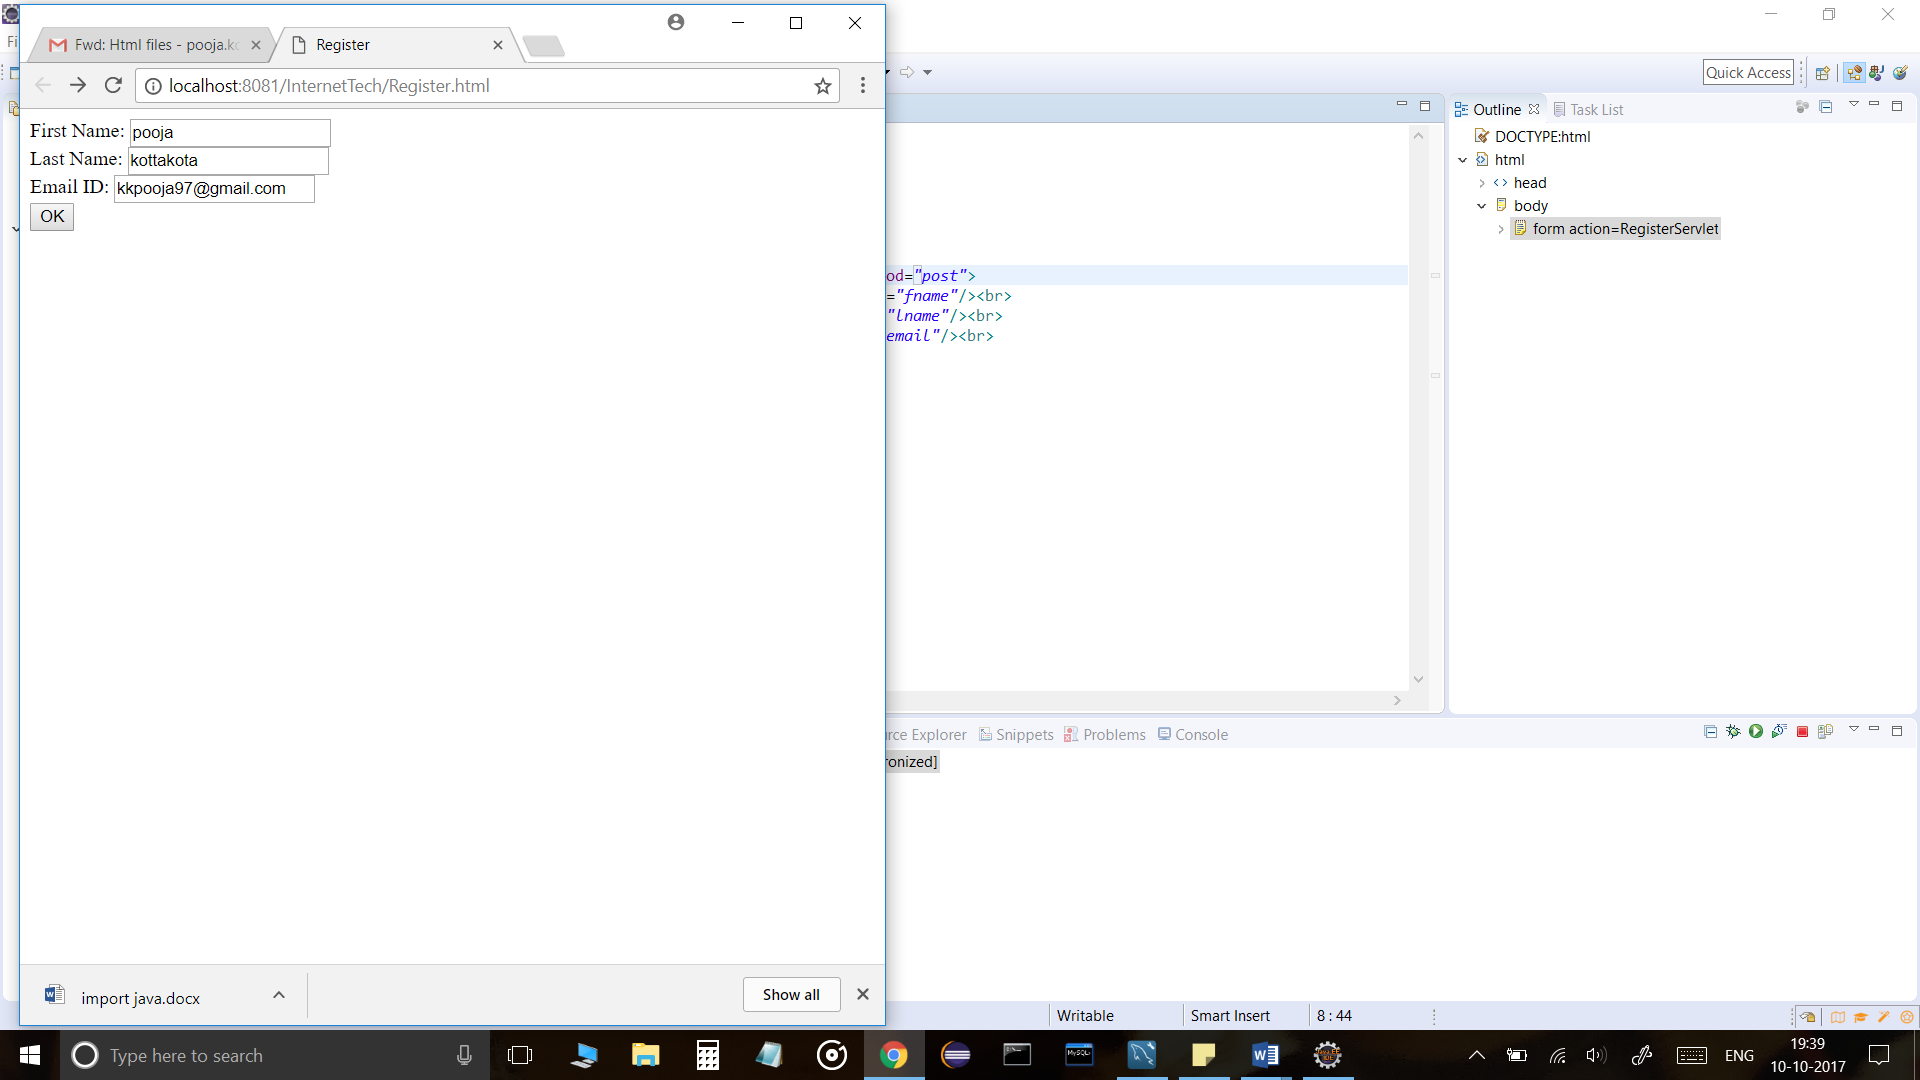 Fwd: Html files - pooja.k
Register
localhost:8081/InternetTech/Register.html
First Name: pooja
Last Name: kottakota
Email ID: kkpooja97@gmail.com
OK
import java.docx
Show all
Fi
Quick Access
od="post">
="fname"/><br>
"lname"/><br>
email"/><br>
Outline
Task List
DOCTYPE:html
html
head
body
form action=RegisterServlet
rce Explorer
Snippets
Problems
Console
ronized]
Writable
Smart Insert
8 : 44
Type here to search
MySQL
ENG
19:39
10-10-2017